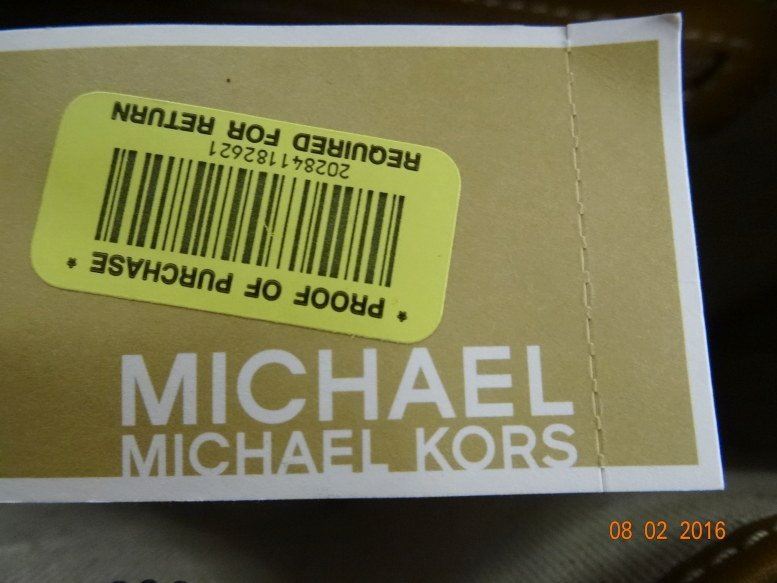 * PROOF OF PURCHASE *
202841182621
REQUIRED FOR RETURN
MICHAEL
MICHAEL KORS
08 02 2016